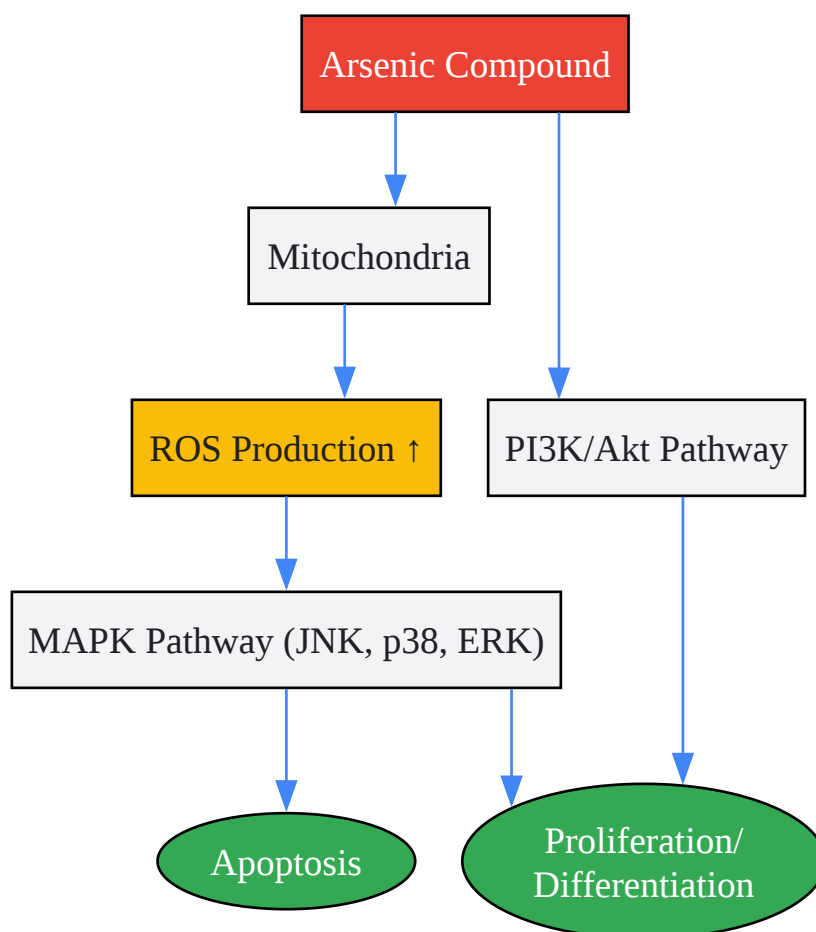 Arsenic Compound
Mitochondria
ROS Production ↑
PI3K/Akt Pathway
MAPK Pathway (JNK, p38, ERK)
Apoptosis
Proliferation/
Differentiation